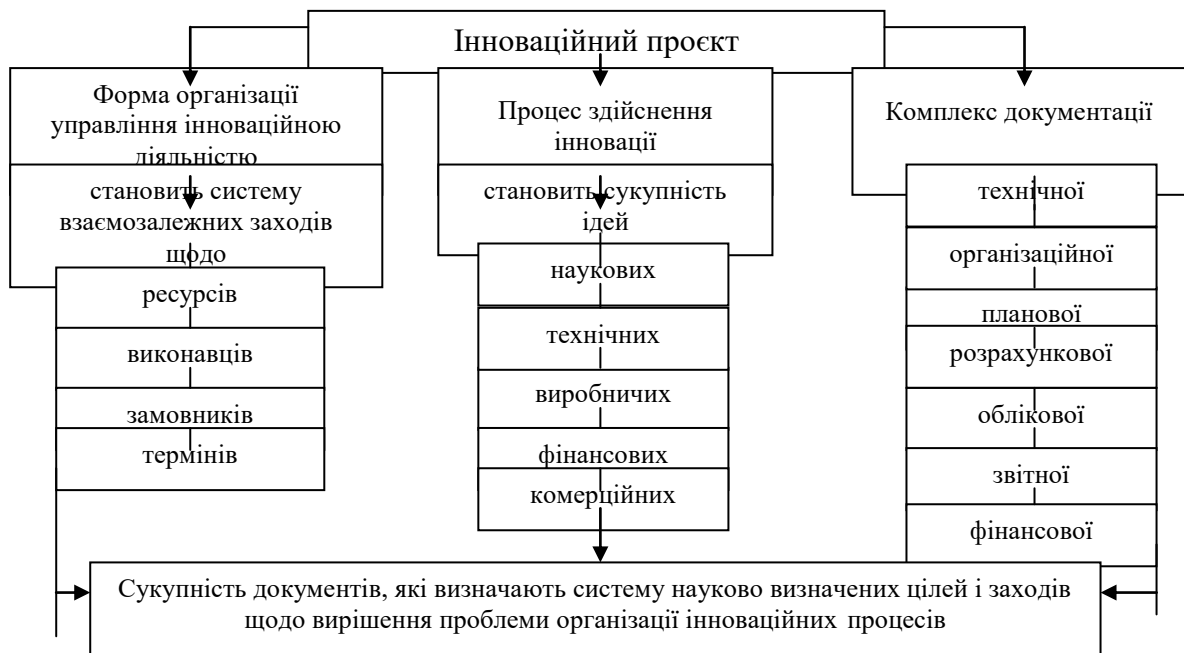 Інноваційний проєкт
Форма організації
управління інноваційною
діяльністю
становить систему
взаємозалежних заходів
щодо
ресурсів
виконавців
замовників
термінів
Процес здійснення
інновації
становить сукупність
ідей
наукових
технічних
виробничих
фінансових
комерційних
Комплекс документації
технічної
організаційної
планової
розрахункової
облікової
звітної
фінансової
Сукупність документів, які визначають систему науково визначених цілей і заходів
щодо вирішення проблеми організації інноваційних процесів